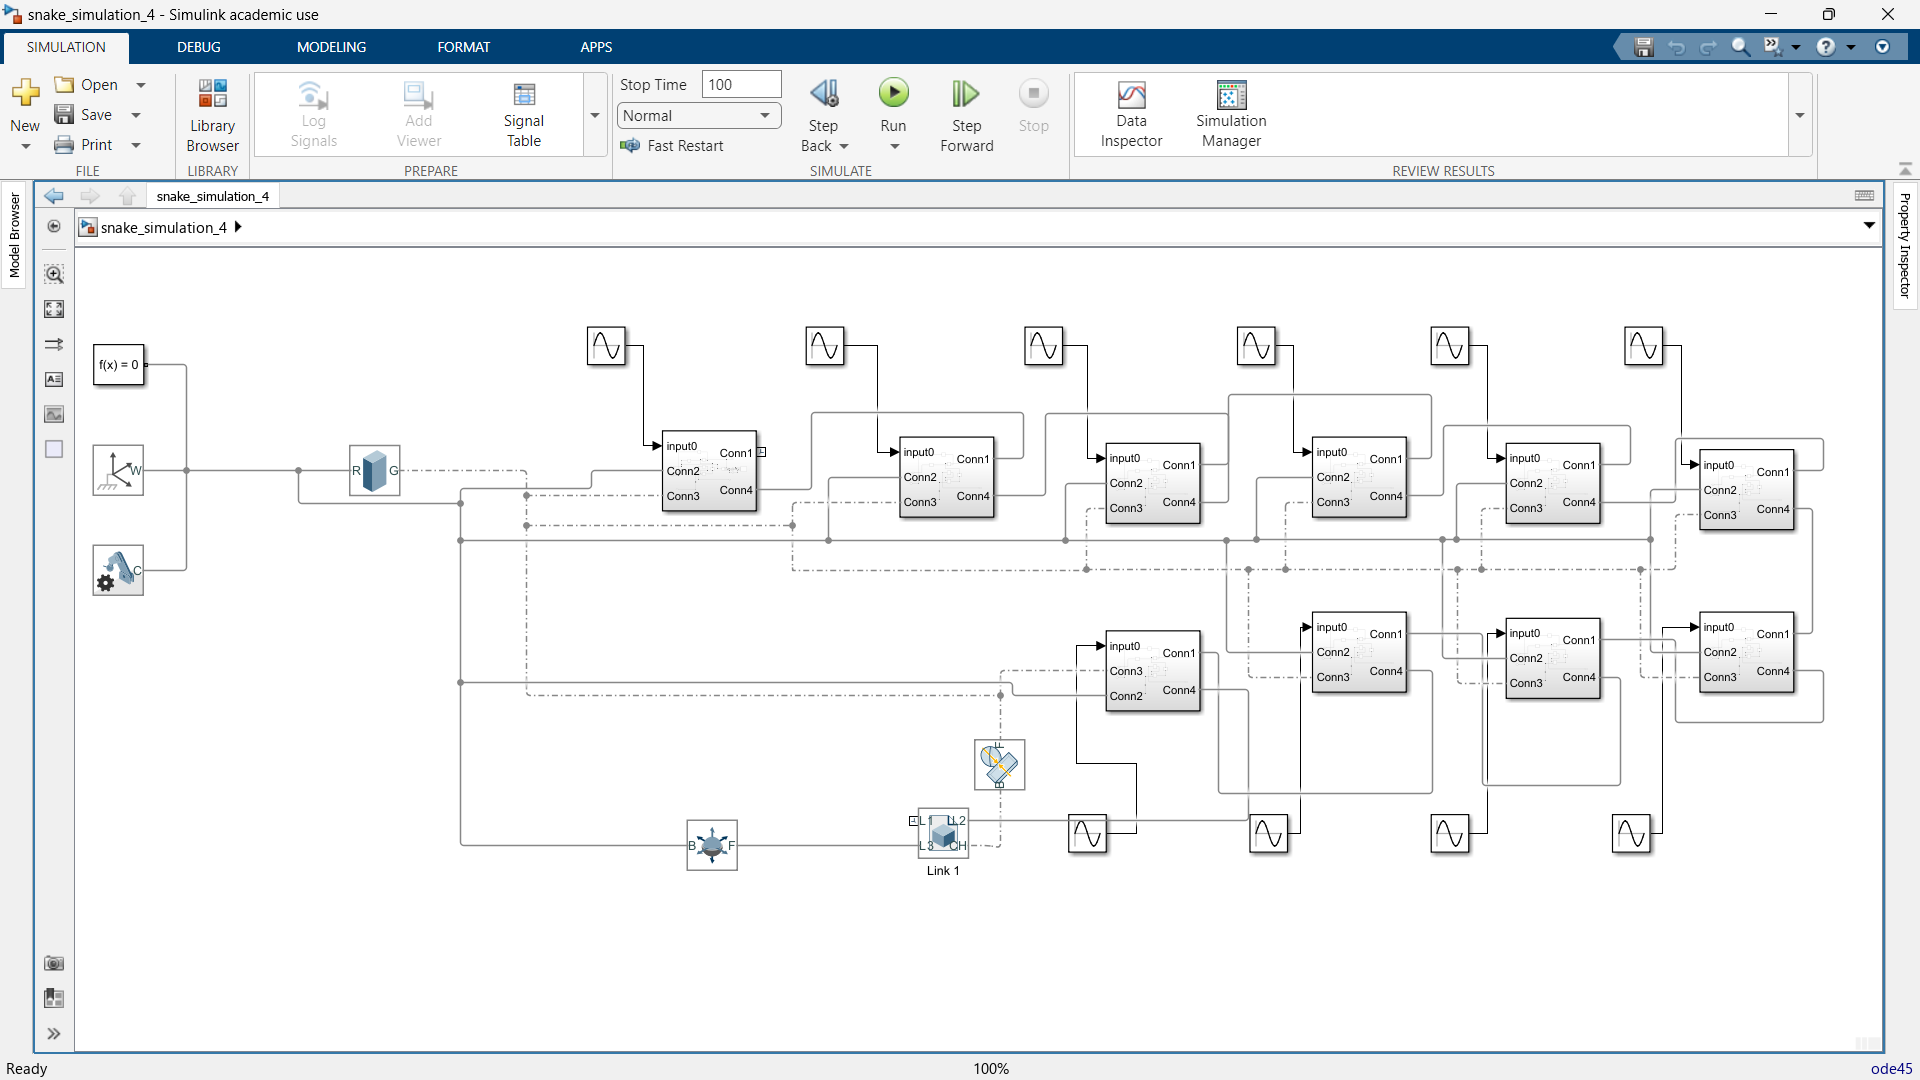 snake_simulation_4 - Simulink academic use
SIMULATION
DEBUG
MODELING
FORMAT
APPS
New
Open
Save
Print
FILE
Library
Browser
LIBRARY
Log
Signals
Add
Viewer
Signal
Table
PREPARE
Stop Time
100
Normal
Fast Restart
Step
Back
Run
Step
Forward
Stop
SIMULATE
Data
Inspector
Simulation
Manager
REVIEW RESULTS
Model Browser
snake_simulation_4
snake_simulation_4
Property Inspector
f(x) = 0
W
C
R
G
input0
Conn2
Conn3
Conn1
Conn4
input0
Conn2
Conn3
Conn1
Conn4
input0
Conn2
Conn3
Conn1
Conn4
input0
Conn2
Conn3
Conn1
Conn4
input0
Conn2
Conn3
Conn1
Conn4
input0
Conn2
Conn3
Conn1
Conn4
input0
Conn3
Conn2
Conn1
Conn4
input0
Conn2
Conn3
Conn1
Conn4
input0
Conn2
Conn3
Conn1
Conn4
input0
Conn2
Conn3
Conn1
Conn4
F
B
B
F
L1
L2
L3
CH
Link 1
Ready
100%
ode45